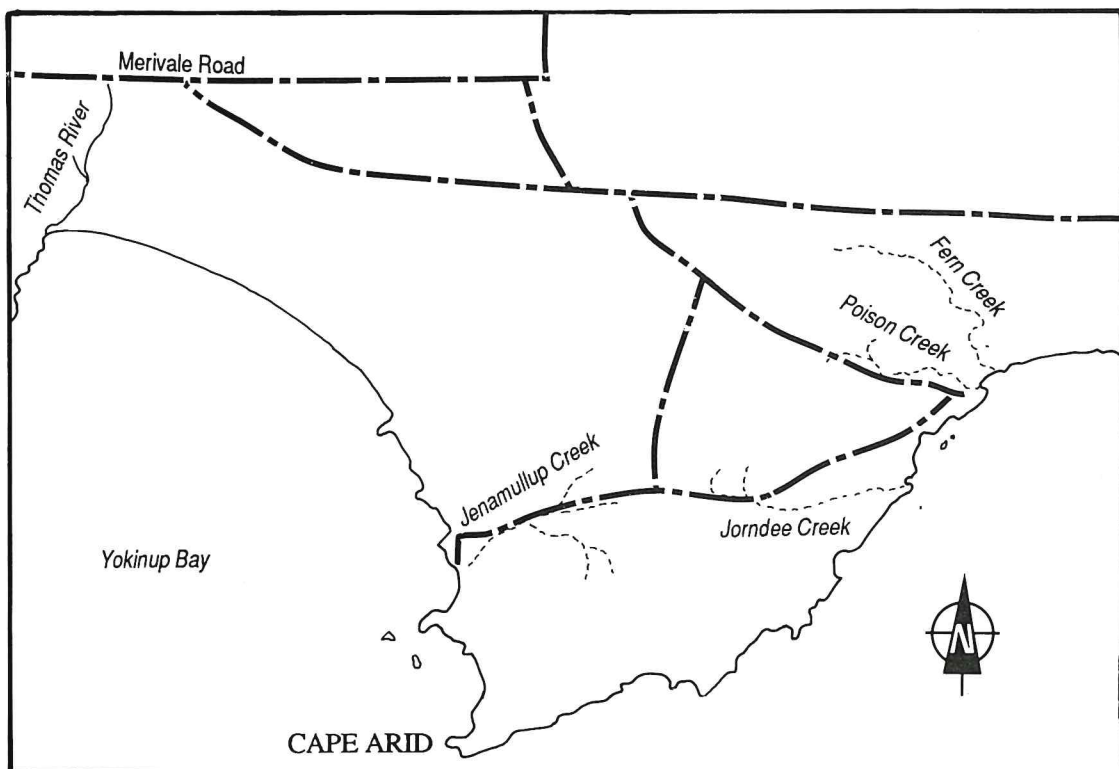 Merivale Road
Thomas River
Fern Creek
Poison Creek
Jenamullup Creek
Jorndee Creek
Yokinup Bay
N
CAPE ARID